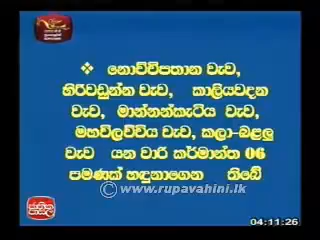 ❖ නොච්චිපතාන වැව,
හිරිවඩුන්න වැව, කාලියවදන
වැව, මාන්නන්කැටිය වැව,
මහවිලච්චිය වැව, කලා-බළලු
වැව යන වාරි කර්මාන්ත 06
පමණක් හඳුනාගෙන තිබේ
©www.rupavahini.lk
04:11:26